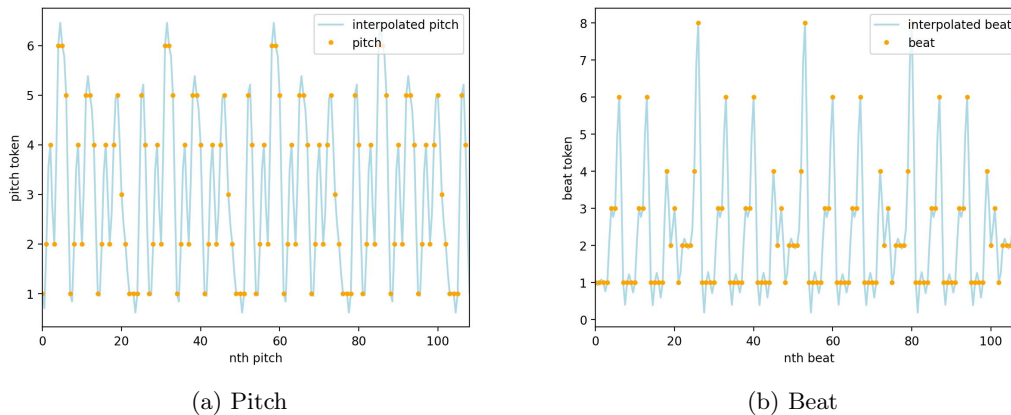 interpolated pitch
pitch
pitch token
6
5
4
3
2
1
0
20
40
60
80
100
nth pitch
(a) Pitch
interpolated beat
beat
beat token
8
7
6
5
4
3
2
1
0
0
20
40
60
80
100
nth beat
(b) Beat